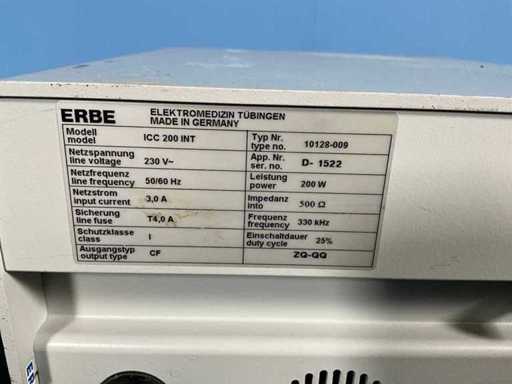 ERBE ELEKTROMEDIZIN TÜBINGEN
MADE IN GERMANY
Modell
model
ICC 200 INT
Typ Nr.
type no.
10128-009
Netzspannung
line voltage
230 V~
App. Nr.
ser. no.
D- 1522
Netzfrequenz
line frequency
50/60 Hz
Leistung
power
200 W
Netzstrom
input current
3,0 A
Impedanz
into
500 Ω
Sicherung
line fuse
T4,0 A
Frequenz
frequency
330 kHz
Schutzklasse
class
I
Einschaltdauer
duty cycle
25%
Ausgangstyp
output type
CF
ZQ-QQ